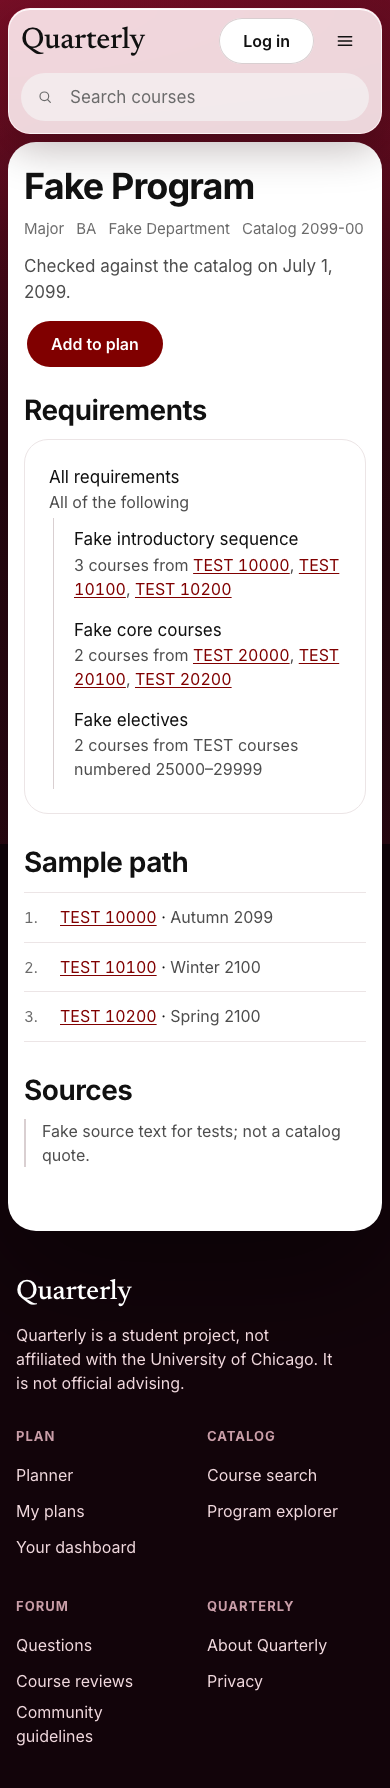 Quarterly
Log in
Search courses
Fake Program
Major BA Fake Department Catalog 2099-00
Checked against the catalog on July 1,
2099.
Add to plan
Requirements
All requirements
All of the following
Fake introductory sequence
3 courses from TEST 10000, TEST
10100, TEST 10200
Fake core courses
2 courses from TEST 20000, TEST
20100, TEST 20200
Fake electives
2 courses from TEST courses
numbered 25000–29999
Sample path
1. TEST 10000 · Autumn 2099
2. TEST 10100 · Winter 2100
3. TEST 10200 · Spring 2100
Sources
Fake source text for tests; not a catalog
quote.
Quarterly
Quarterly is a student project, not
affiliated with the University of Chicago. It
is not official advising.
PLAN
Planner
My plans
Your dashboard
CATALOG
Course search
Program explorer
FORUM
Questions
Course reviews
Community
guidelines
QUARTERLY
About Quarterly
Privacy